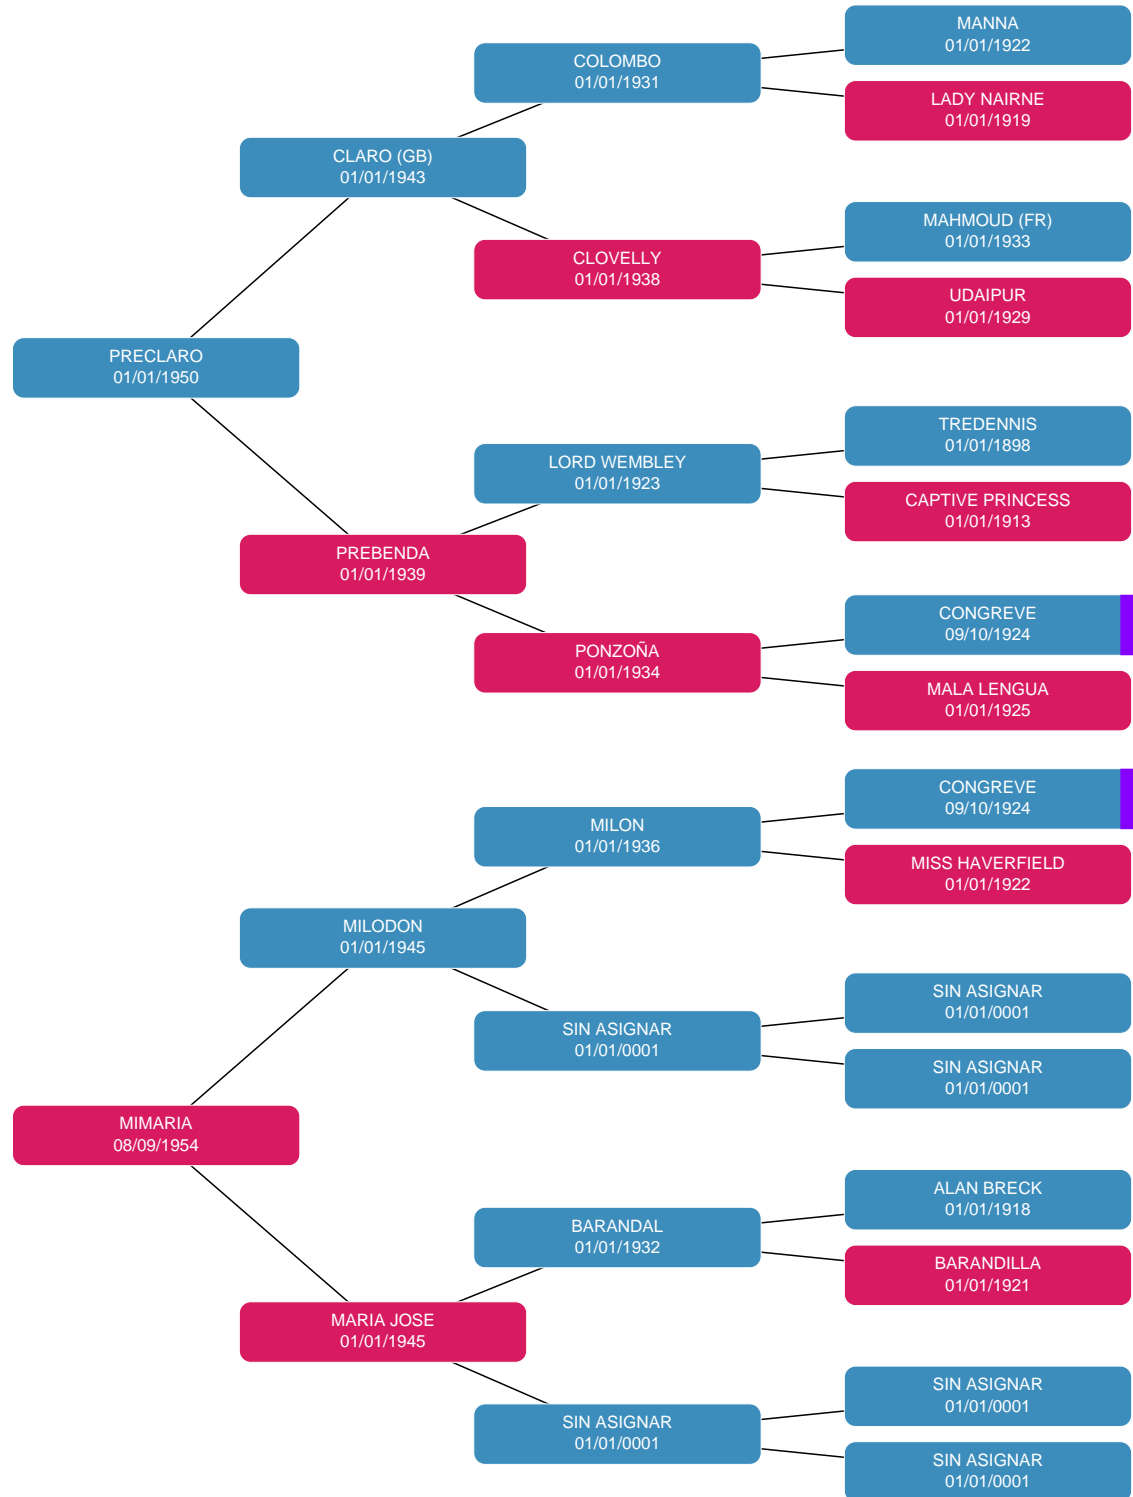 MANNA
01/01/1922
COLOMBO
01/01/1931
LADY NAIRNE
01/01/1919
CLARO (GB)
01/01/1943
MAHMOUD (FR)
01/01/1933
CLOVELLY
01/01/1938
UDAIPUR
01/01/1929
PRECLARO
01/01/1950
TREDENNIS
01/01/1898
LORD WEMBLEY
01/01/1923
CAPTIVE PRINCESS
01/01/1913
PREBENDA
01/01/1939
CONGREVE
09/10/1924
PONZOÑA
01/01/1934
MALA LENGUA
01/01/1925
CONGREVE
09/10/1924
MILON
01/01/1936
MISS HAVERFIELD
01/01/1922
MILODON
01/01/1945
SIN ASIGNAR
01/01/0001
SIN ASIGNAR
01/01/0001
SIN ASIGNAR
01/01/0001
MIMARIA
08/09/1954
ALAN BRECK
01/01/1918
BARANDAL
01/01/1932
BARANDILLA
01/01/1921
MARIA JOSE
01/01/1945
SIN ASIGNAR
01/01/0001
SIN ASIGNAR
01/01/0001
SIN ASIGNAR
01/01/0001